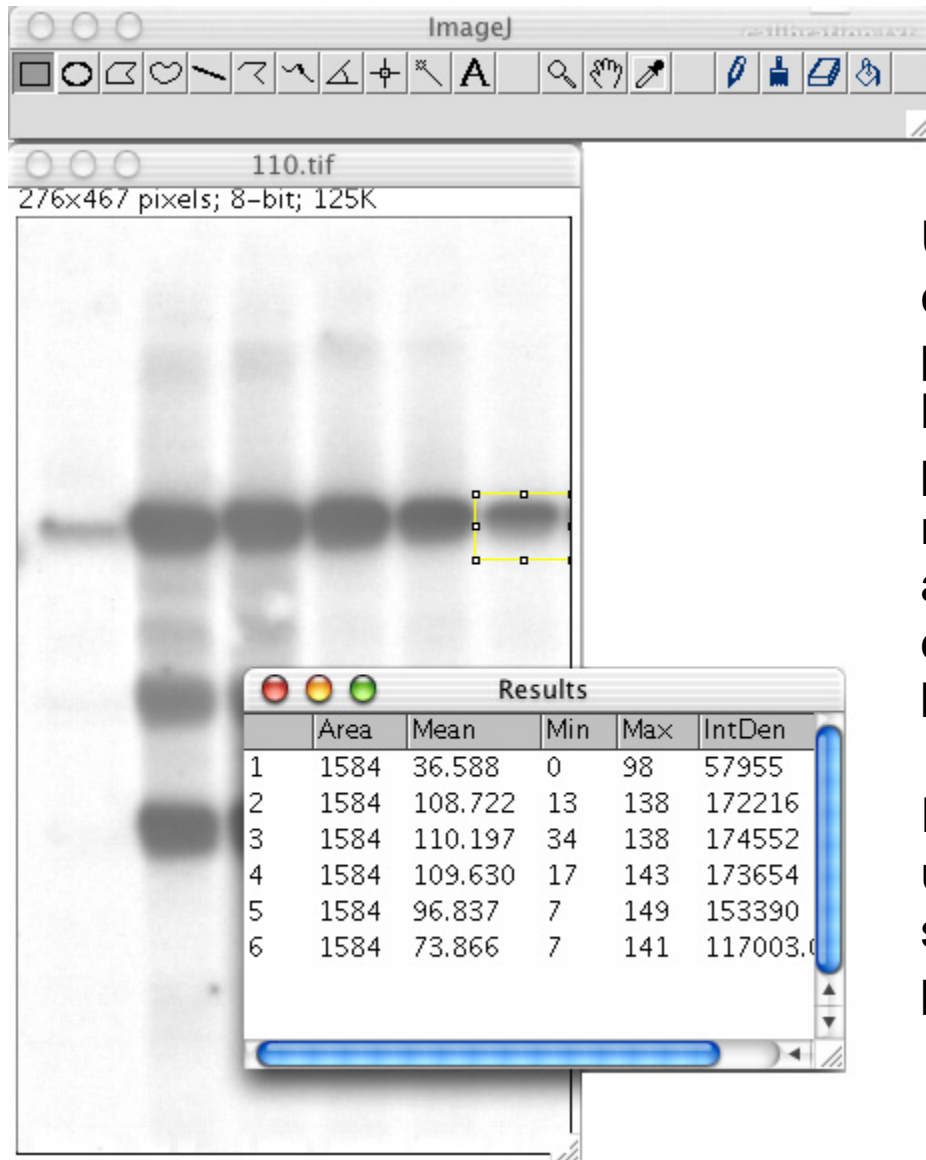 ImageJ
A
110.tif
276x467 pixels; 8-bit; 125K
Results
Area Mean Min Max IntDen
1 1584 36.588 0 98 57955
2 1584 108.722 13 138 172216
3 1584 110.197 34 138 174552
4 1584 109.630 17 143 173654
5 1584 96.837 7 149 153390
6 1584 73.866 7 141 117003.